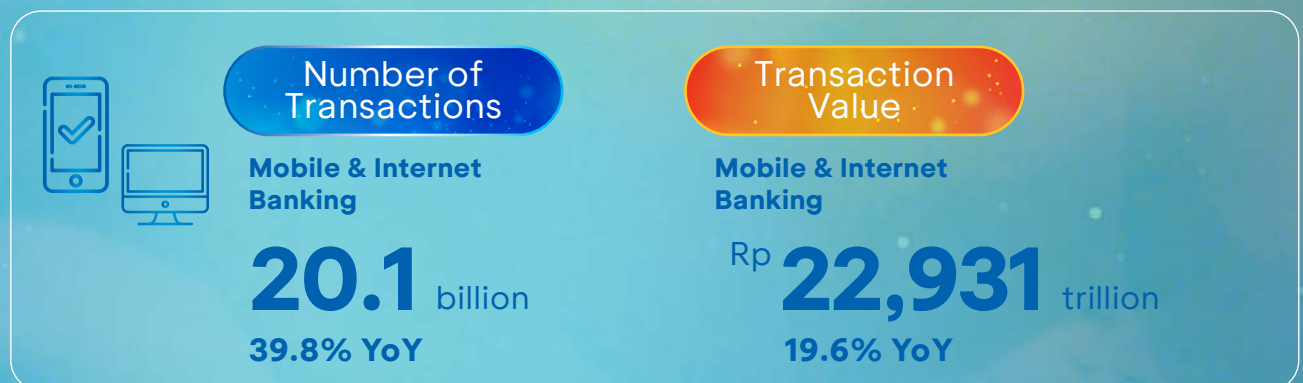 Number of
Transactions
Mobile & Internet
Banking
20.1 billion
39.8% YoY
Transaction
Value
Mobile & Internet
Banking
Rp 22,931 trillion
19.6% YoY